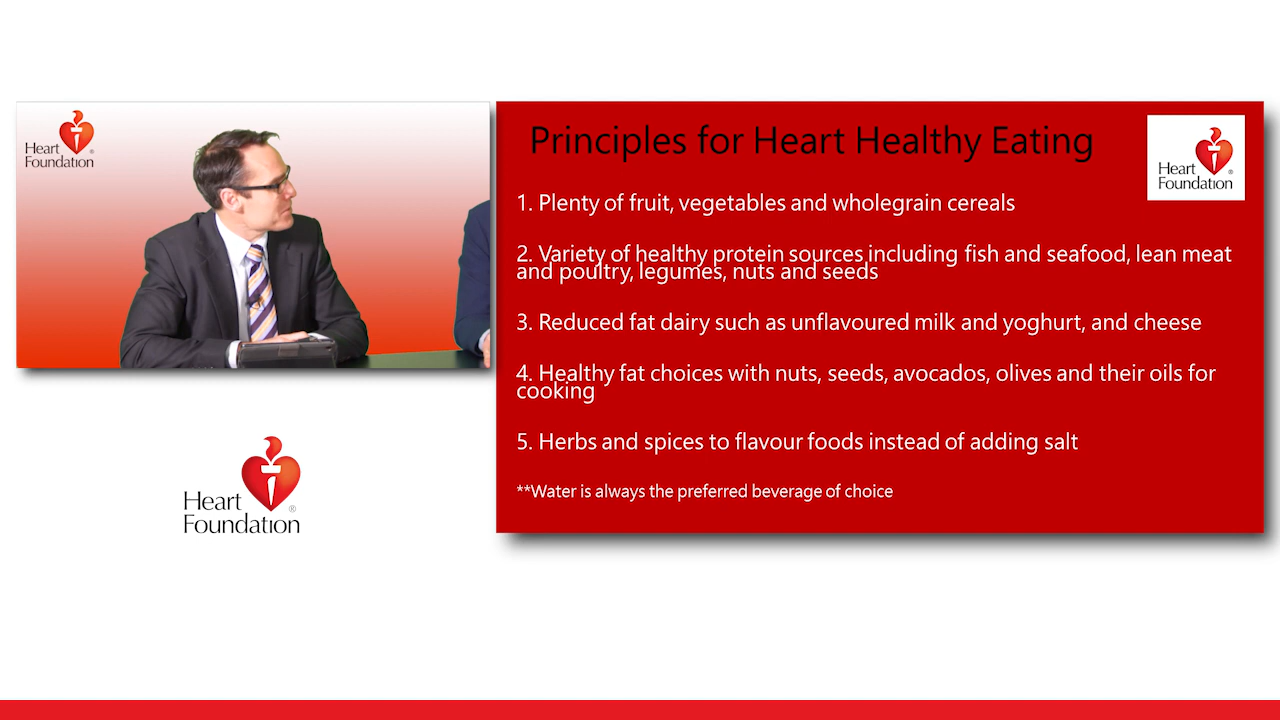 Heart
Foundation
Principles for Heart Healthy Eating
Heart
Foundation
1. Plenty of fruit, vegetables and wholegrain cereals
2. Variety of healthy protein sources including fish and seafood, lean meat
and poultry, legumes, nuts and seeds
3. Reduced fat dairy such as unflavoured milk and yoghurt, and cheese
4. Healthy fat choices with nuts, seeds, avocados, olives and their oils for
cooking
5. Herbs and spices to flavour foods instead of adding salt
**Water is always the preferred beverage of choice
Heart
Foundation®